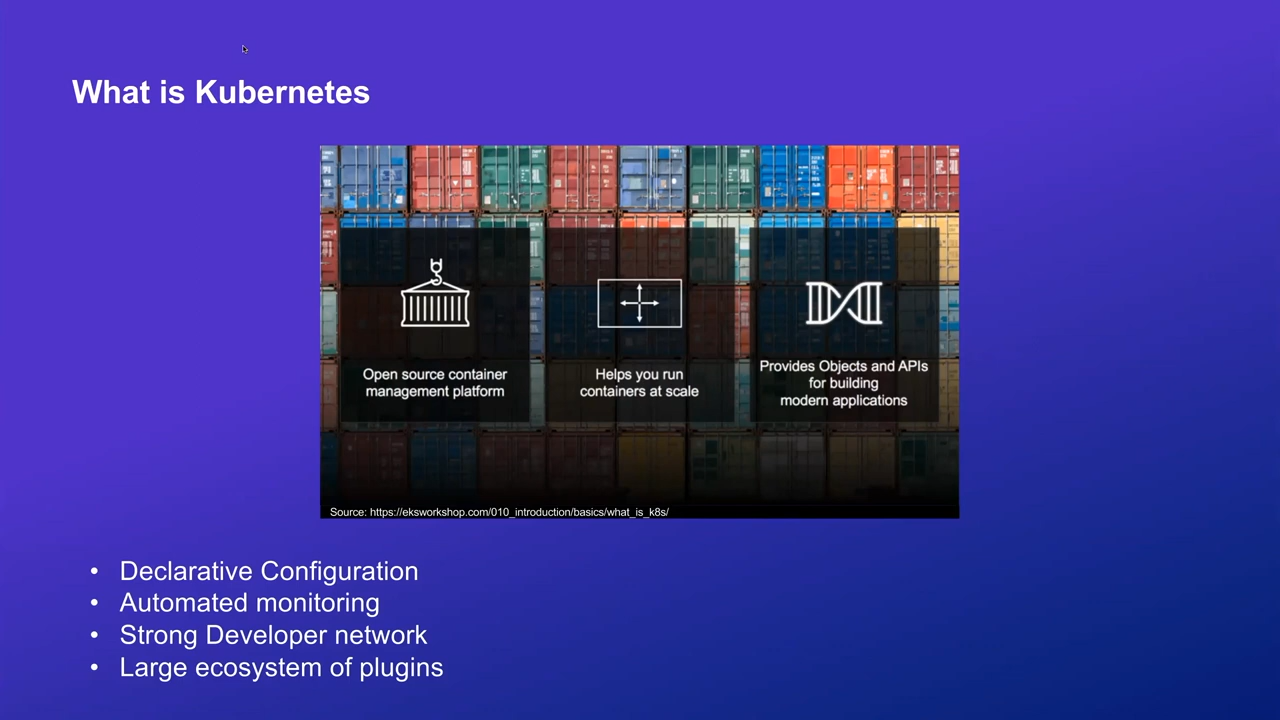 What is Kubernetes
Open source container
management platform
Helps you run
containers at scale
Provides Objects and APIs
for building
modern applications
Source: https://eksworkshop.com/010_introduction/basics/what_is_k8s/
• Declarative Configuration
• Automated monitoring
• Strong Developer network
• Large ecosystem of plugins